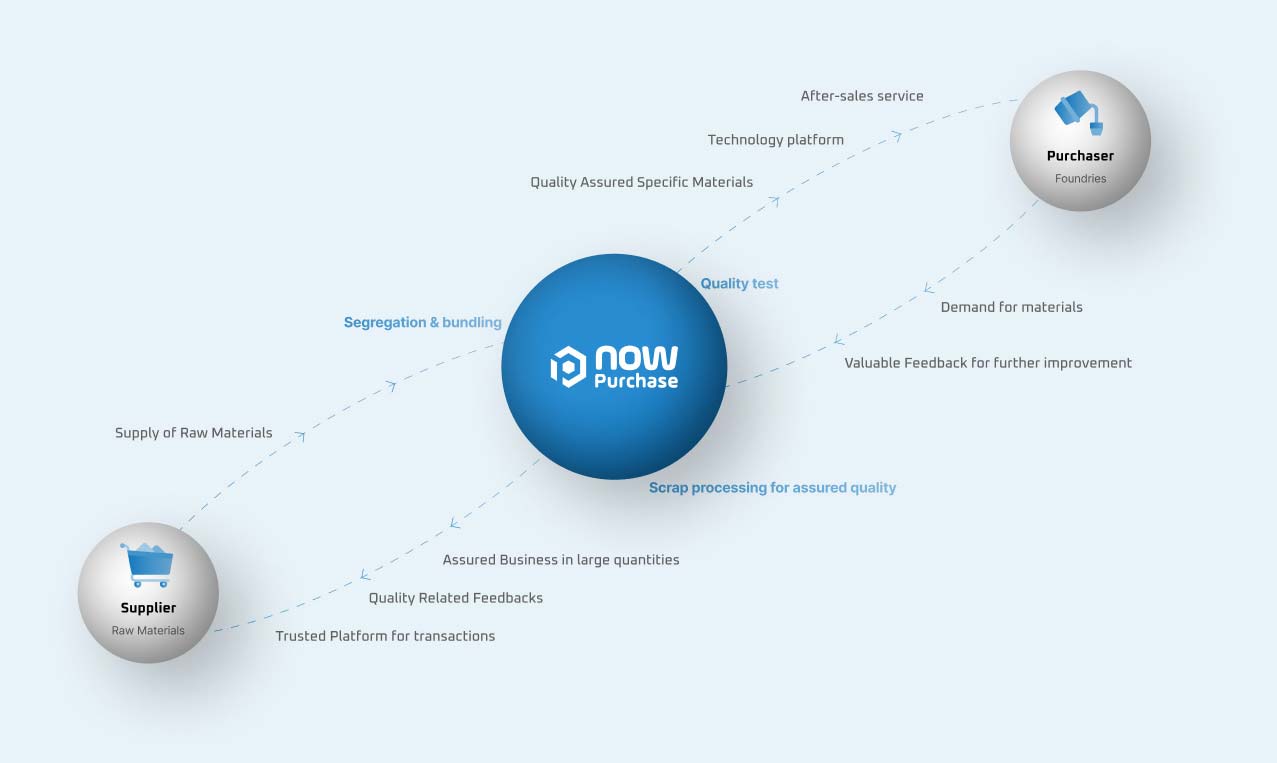 After-sales service
Technology platform
Purchaser
Foundries
Quality Assured Specific Materials
Quality test
Demand for materials
Segregation & bundling
now
Purchase
Valuable Feedback for further improvement
Supply of Raw Materials
Scrap processing for assured quality
Assured Business in large quantities
Quality Related Feedbacks
Supplier
Raw Materials
Trusted Platform for transactions